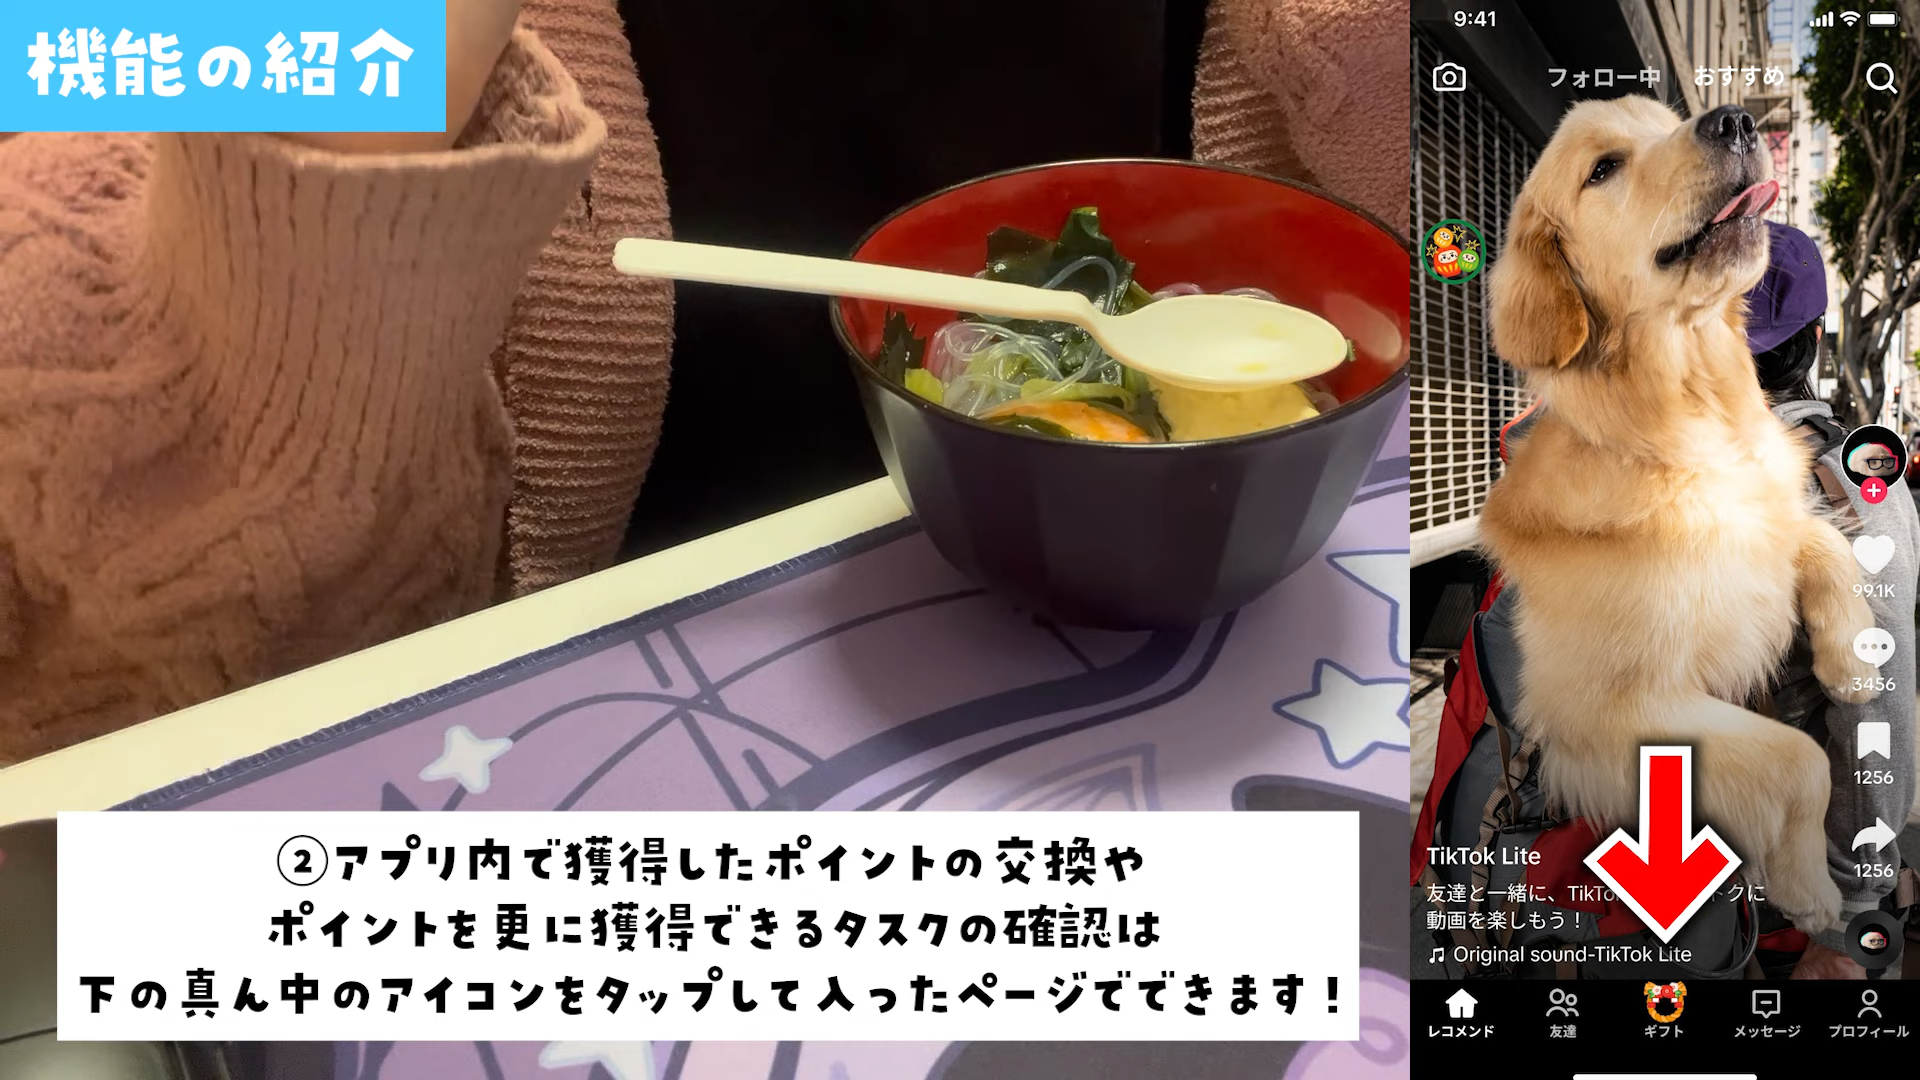 機能の紹介
②アプリ内で獲得したポイントの交換や
ポイントを更に獲得できるタスクの確認は
下の真ん中のアイコンをタップして入ったページでできます!
9:41
フォロー中 おすすめ
99.1K
3456
1256
1256
TikTok Lite
友達と一緒に、TikTo トクに
動画を楽しもう!
Original sound-TikTok Lite
レコメンド 友達 ギフト メッセージ プロフィール